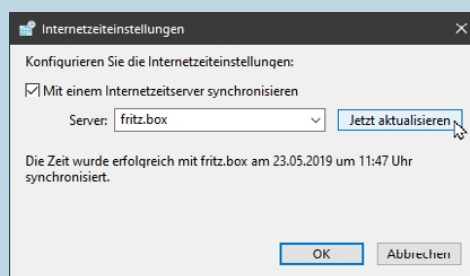 Internetzeiteinstellungen
Konfigurieren Sie die Internetzeiteinstellungen:
Mit einem Internetzeitserver synchronisieren
Server: fritz.box Jetzt aktualisieren
Die Zeit wurde erfolgreich mit fritz.box am 23.05.2019 um 11:47 Uhr
synchronisiert.
OK Abbrechen